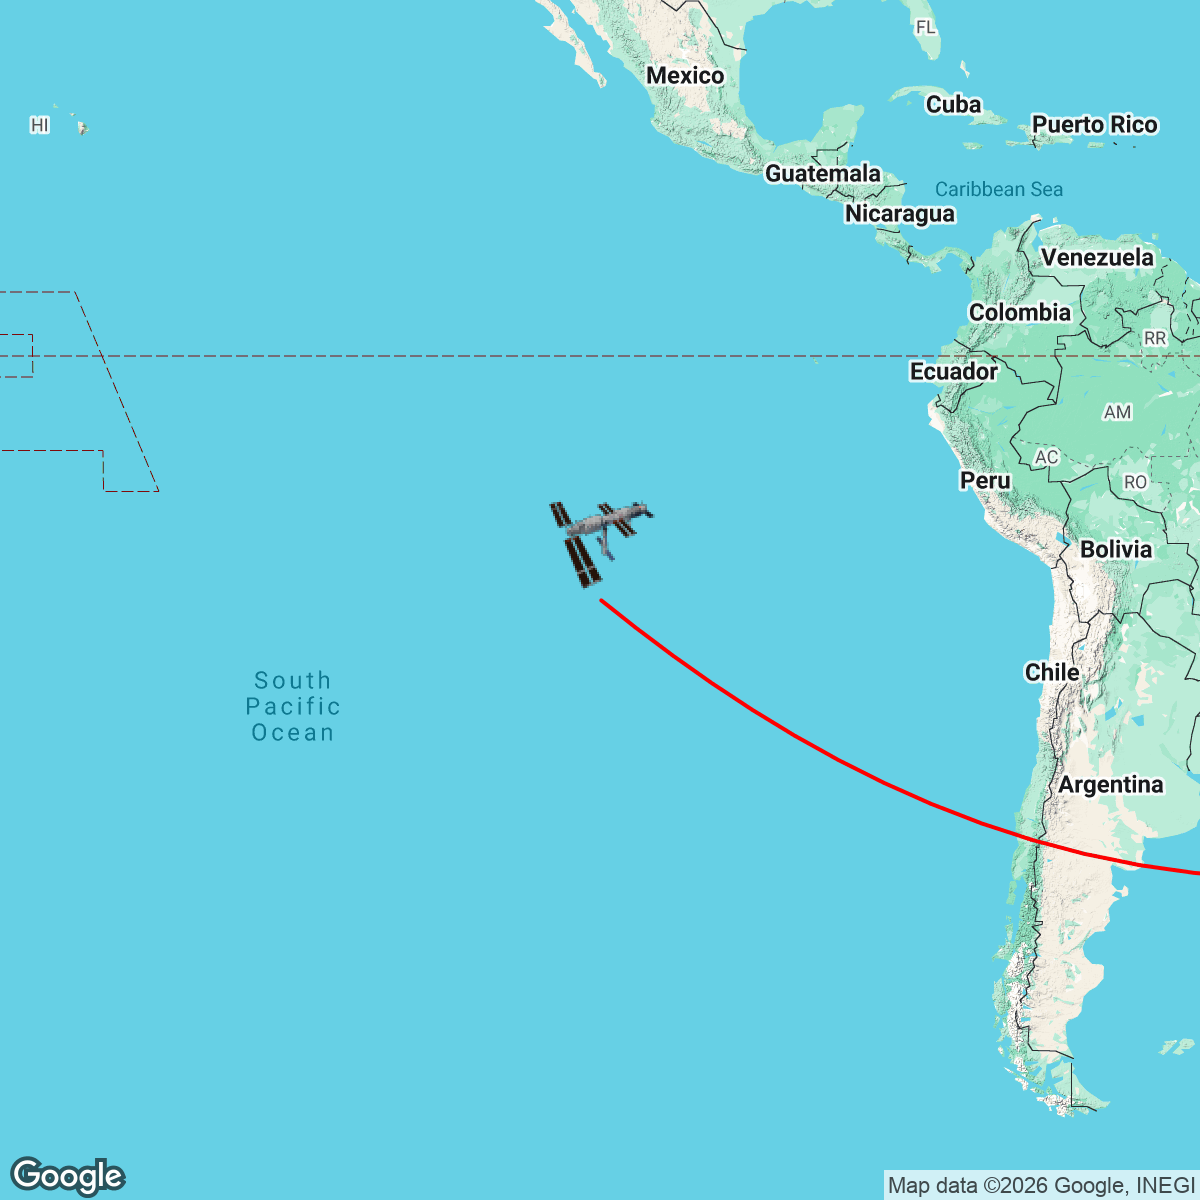 FL
Mexico
Cuba
HI
Puerto Rico
Guatemala
Caribbean Sea
Nicaragua
Venezuela
Colombia
RR
Ecuador
AM
AC
Peru
RO
Bolivia
Chile
South
Pacific
Ocean
Argentina
Google
Map data ©2026 Google, INEGI